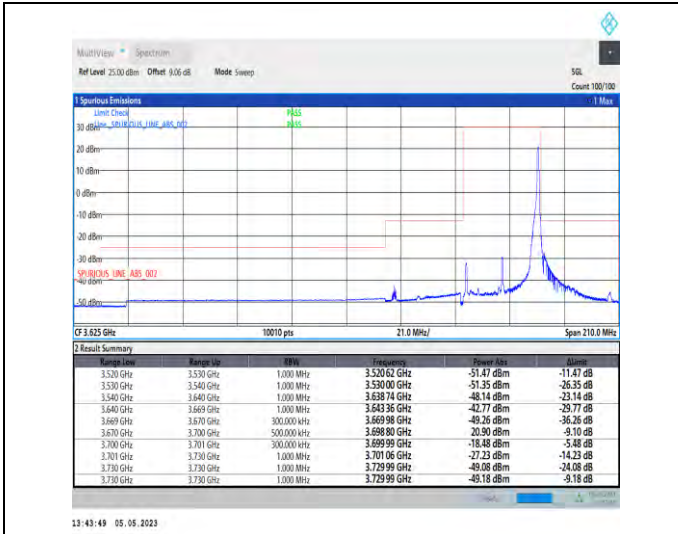 MultiView Spectrum
Ref Level 25.00 dBm Offset 9.06 dB Mode Sweep SGL
Count 100/100
1 Spurious Emissions 1 Max
Limit Check PASS
Line _SPURIOUS_LINE_ABS_002 PASS
30 dBm
20 dBm
10 dBm
0 dBm
-10 dBm
-20 dBm
-30 dBm
SPURIOUS_LINE_ABS_002
-40 dBm
-50 dBm
CF 3.625 GHz 10010 pts 21.0 MHz/ Span 210.0 MHz
2 Result Summary
Range Low Range Up RBW Frequency Power Abs ΔLimit
3.520 GHz 3.530 GHz 1.000 MHz 3.520 62 GHz -51.47 dBm -11.47 dB
3.530 GHz 3.540 GHz 1.000 MHz 3.530 00 GHz -51.35 dBm -26.35 dB
3.540 GHz 3.640 GHz 1.000 MHz 3.638 74 GHz -48.14 dBm -23.14 dB
3.640 GHz 3.669 GHz 1.000 MHz 3.643 36 GHz -42.77 dBm -29.77 dB
3.669 GHz 3.670 GHz 300.000 kHz 3.669 98 GHz -49.26 dBm -36.26 dB
3.670 GHz 3.700 GHz 500.000 kHz 3.698 80 GHz 20.90 dBm -9.10 dB
3.700 GHz 3.701 GHz 300.000 kHz 3.699 99 GHz -18.48 dBm -5.48 dB
3.701 GHz 3.730 GHz 1.000 MHz 3.701 06 GHz -27.23 dBm -14.23 dB
3.730 GHz 3.730 GHz 1.000 MHz 3.729 99 GHz -49.08 dBm -24.08 dB
3.730 GHz 3.730 GHz 1.000 MHz 3.729 99 GHz -49.18 dBm -9.18 dB
13:43:49 05.05.2023